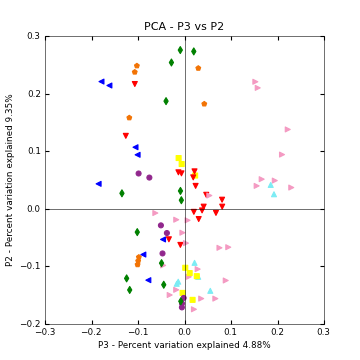 PCA - P3 vs P2
0.3
0.2
0.1
0.0
−0.1
−0.2
−0.3 −0.2 −0.1 0.0 0.1 0.2 0.3
P2 - Percent variation explained 9.35%
P3 - Percent variation explained 4.88%